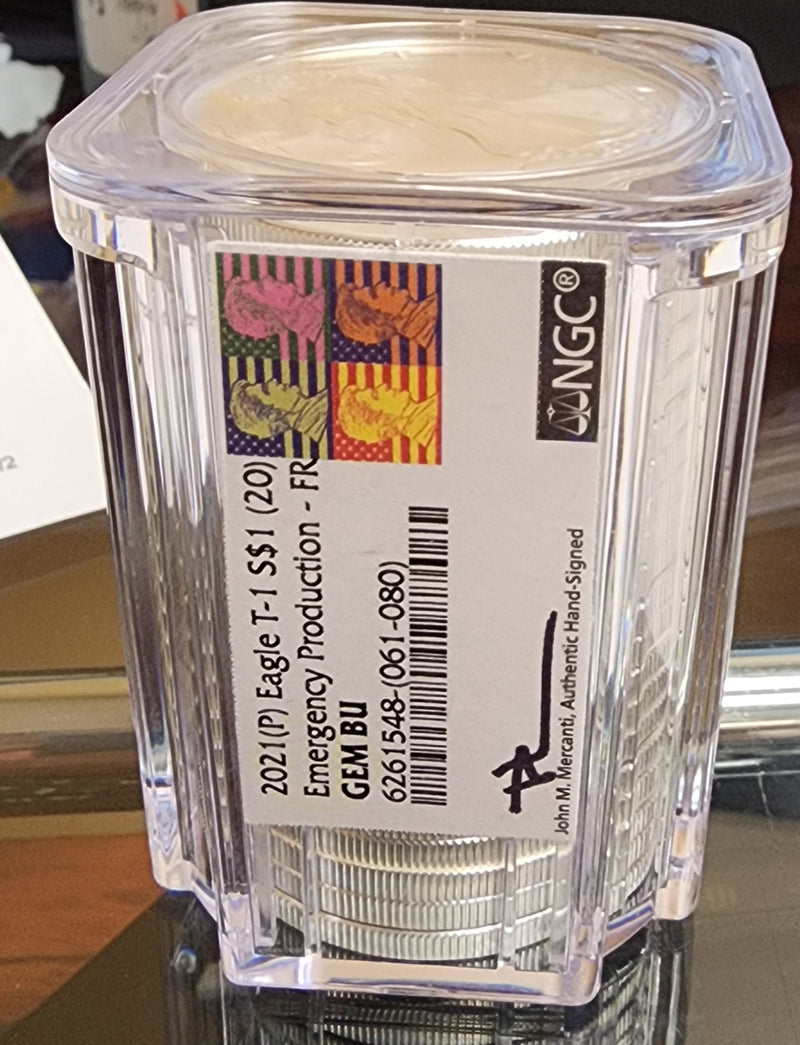 2021(P) Eagle T-1 S$1 (20)
Emergency Production - FR
GEM BU
6261548-(061-080)
NGC®
John M. Mercanti, Authentic Hand-Signed